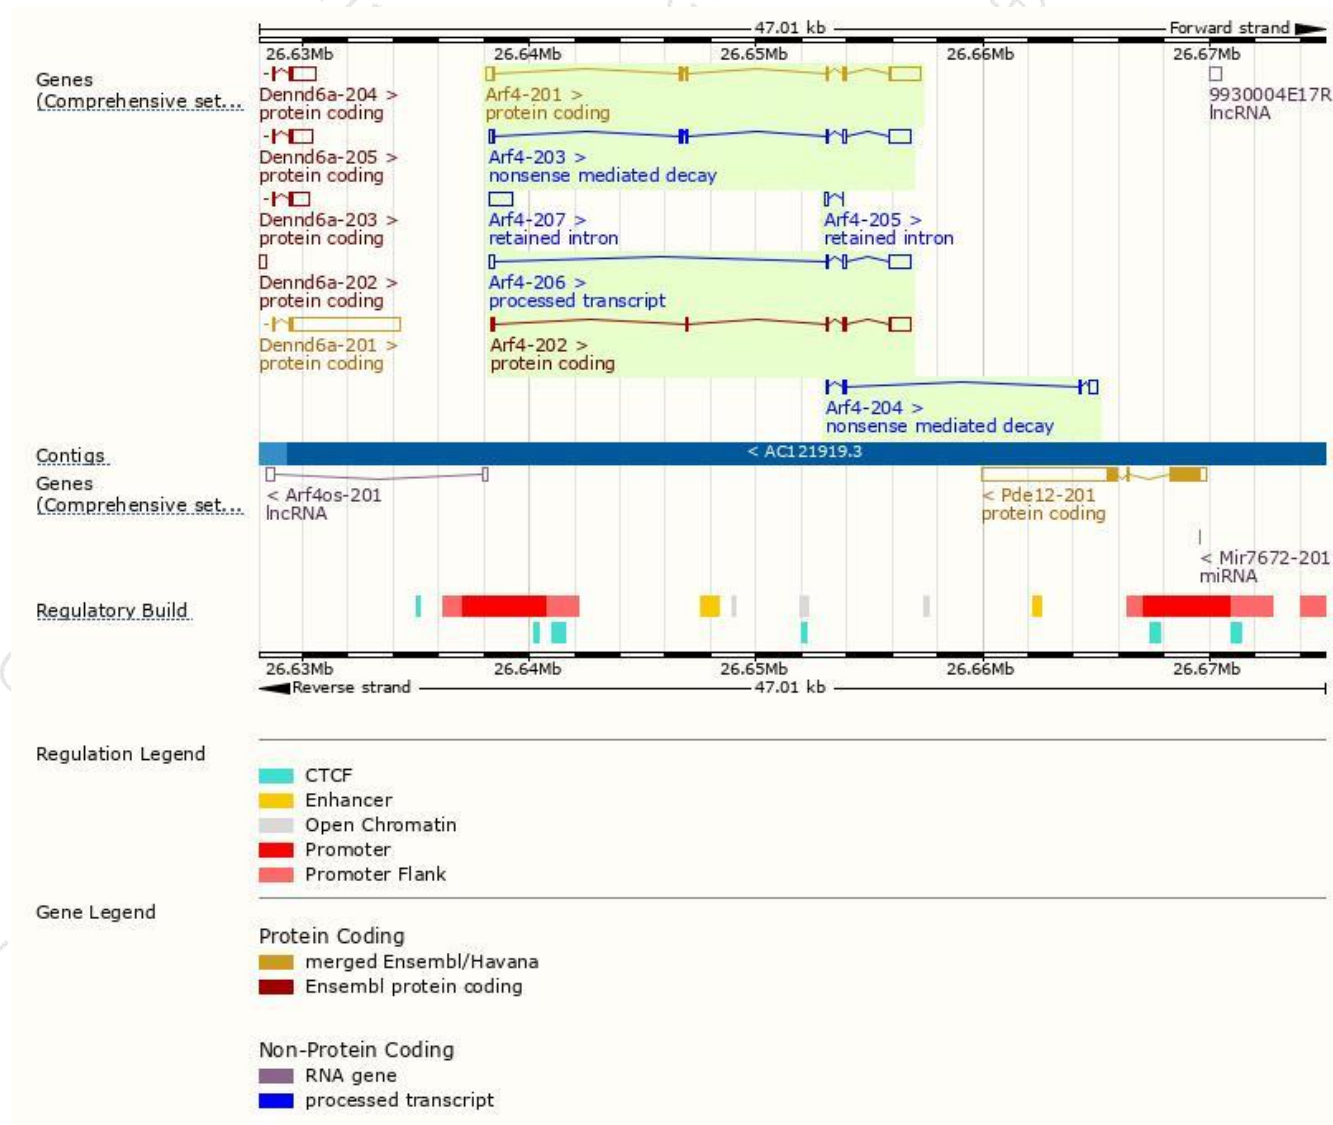 47.01 kb Forward strand
26.63Mb 26.64Mb 26.65Mb 26.66Mb 26.67Mb
Genes
(Comprehensive set...
Dennd6a-204 > Arf4-201 > 9930004E17R
protein coding protein coding lncRNA
Dennd6a-205 > Arf4-203 >
protein coding nonsense mediated decay
Dennd6a-203 > Arf4-207 > Arf4-205 >
protein coding retained intron retained intron
Dennd6a-202 > Arf4-206 >
protein coding processed transcript
Dennd6a-201 > Arf4-202 >
protein coding protein coding
Arf4-204 >
nonsense mediated decay
Contigs < AC121919.3
Genes
(Comprehensive set...
< Arf4os-201 < Pde12-201
lncRNA protein coding
< Mir7672-201
miRNA
Regulatory Build
26.63Mb 26.64Mb 26.65Mb 26.66Mb 26.67Mb
Reverse strand 47.01 kb
Regulation Legend
CTCF
Enhancer
Open Chromatin
Promoter
Promoter Flank
Gene Legend
Protein Coding
merged Ensembl/Havana
Ensembl protein coding
Non-Protein Coding
RNA gene
processed transcript